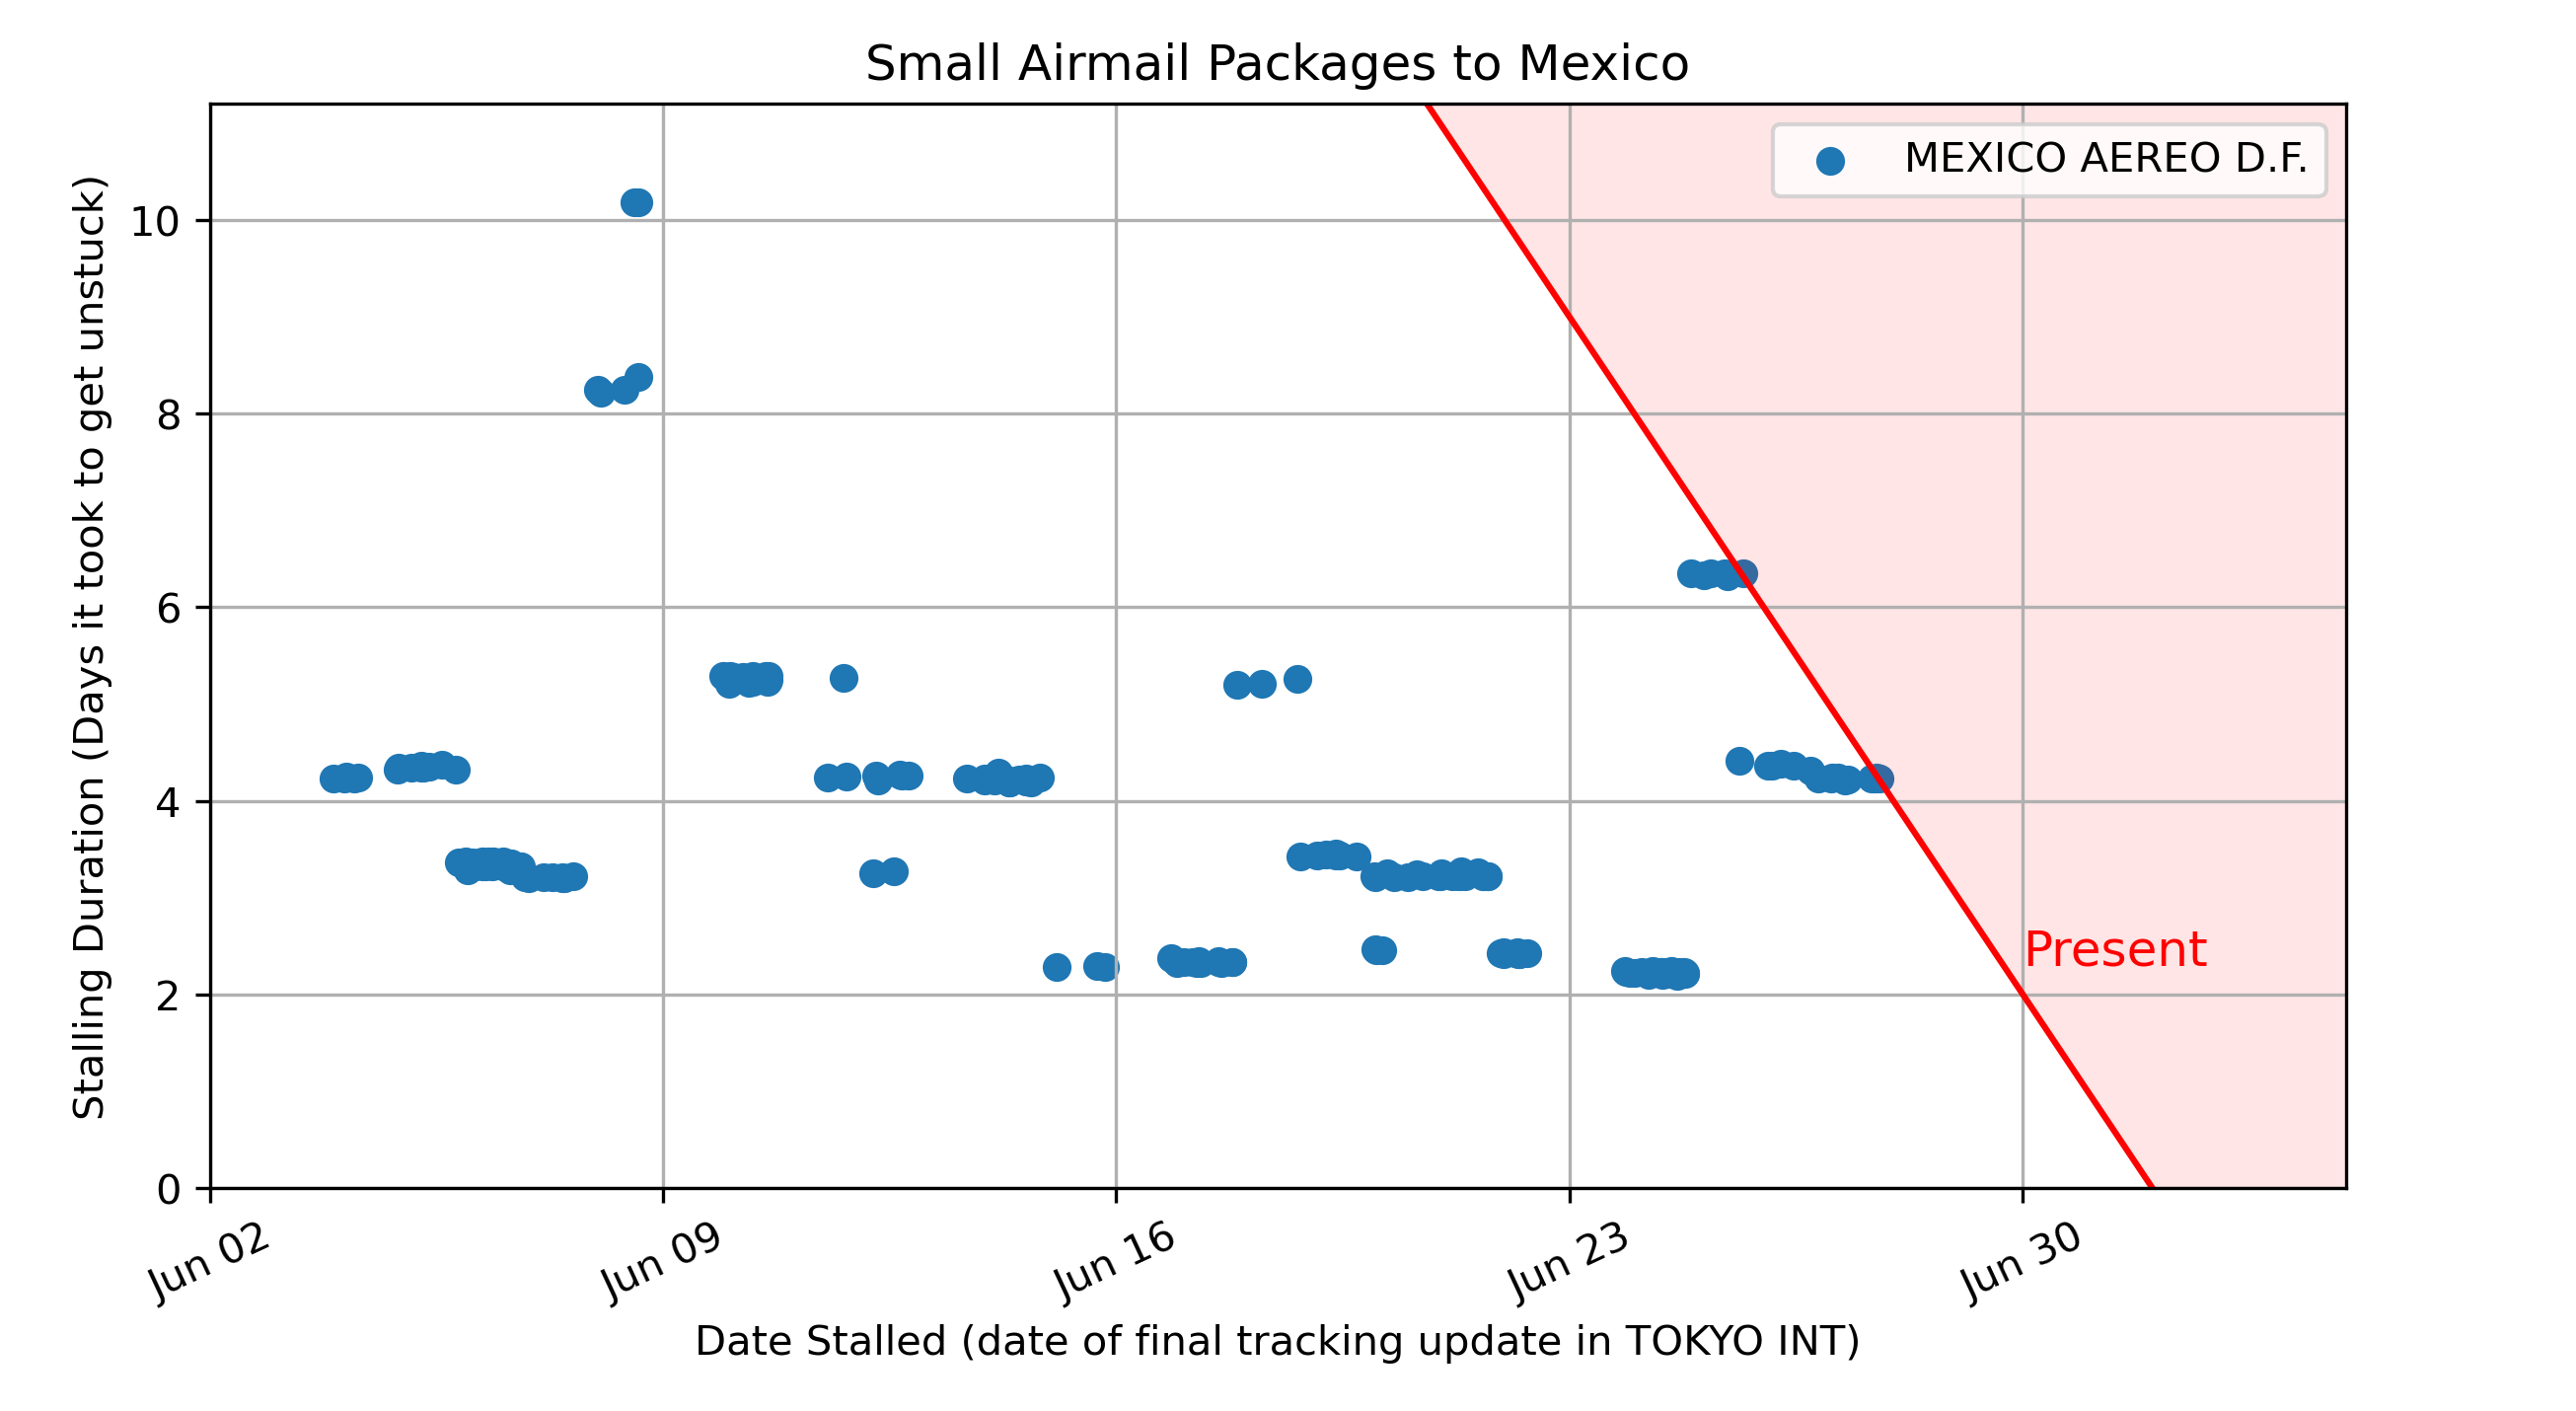 Small Airmail Packages to Mexico
MEXICO AEREO D.F.
Stalling Duration (Days it took to get unstuck)
10
8
6
4
2
0
Present
Jun 02
Jun 09
Jun 16
Jun 23
Jun 30
Date Stalled (date of final tracking update in TOKYO INT)